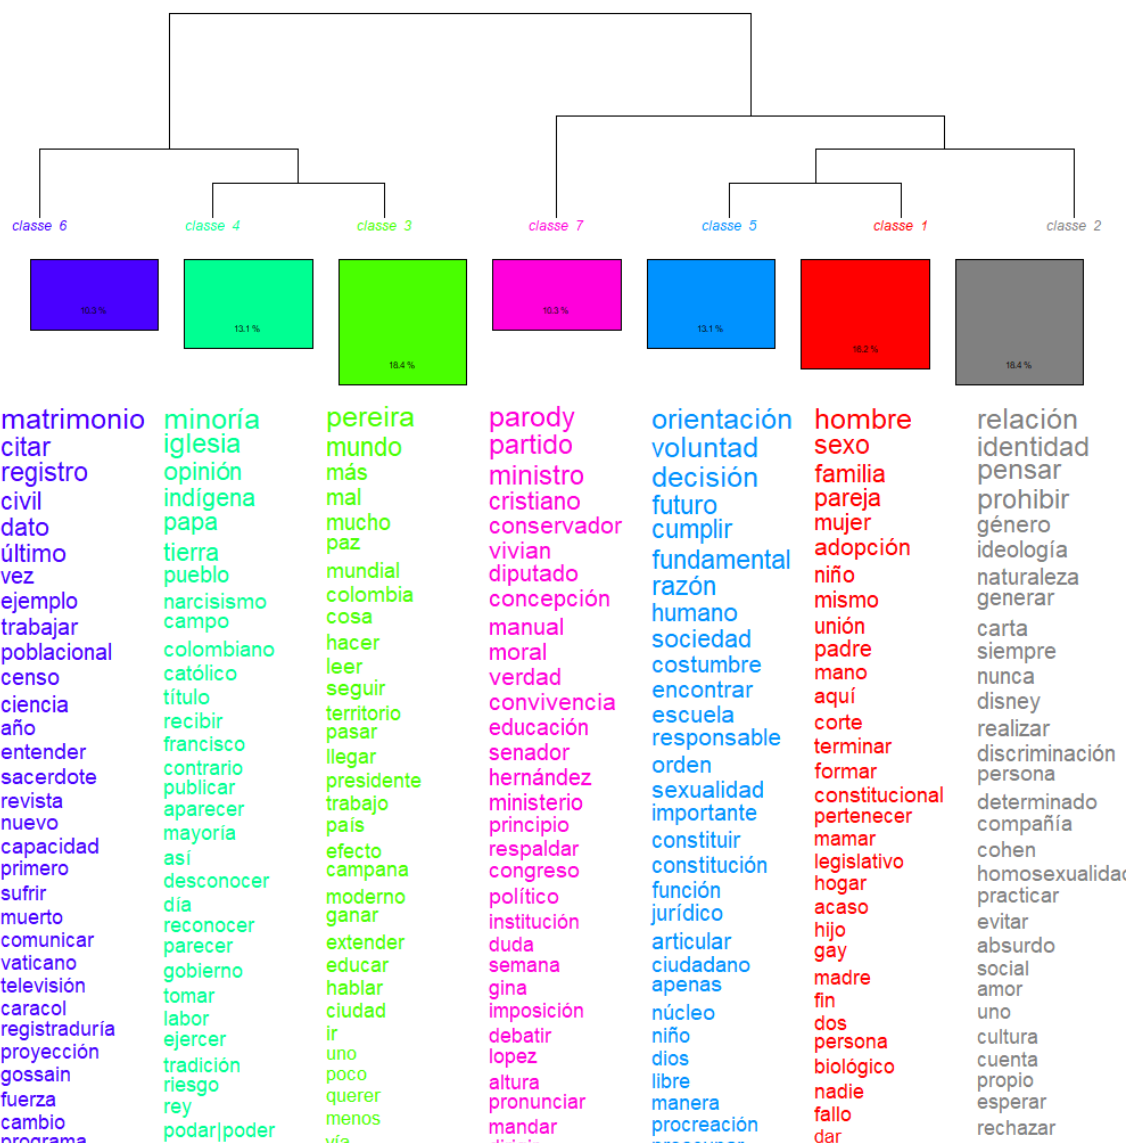 classe 6
classe 4
classe 3
classe 7
classe 5
classe 1
classe 2
10.3 %
13.1 %
18.4 %
10.3 %
13.1 %
16.2 %
18.4 %
matrimonio
citar
registro
civil
dato
último
vez
ejemplo
trabajar
poblacional
censo
ciencia
año
entender
sacerdote
revista
nuevo
capacidad
primero
sufrir
muerto
comunicar
vaticano
televisión
caracol
registraduría
proyección
gossain
fuerza
cambio
programa
minoría
iglesia
opinión
indígena
papa
tierra
pueblo
narcisismo
campo
colombiano
católico
título
recibir
francisco
contrario
publicar
aparecer
mayoría
así
desconocer
día
reconocer
parecer
gobierno
tomar
labor
ejercer
tradición
riesgo
rey
podar|poder
pereira
mundo
más
mal
mucho
paz
mundial
colombia
cosa
hacer
leer
seguir
territorio
pasar
llegar
presidente
trabajo
país
efecto
campana
moderno
ganar
extender
educar
hablar
ciudad
ir
uno
poco
querer
menos
vía
parody
partido
ministro
cristiano
conservador
vivian
diputado
concepción
manual
moral
verdad
convivencia
educación
senador
hernández
ministerio
principio
respaldar
congreso
político
institución
duda
semana
gina
imposición
debatir
lopez
altura
pronunciar
mandar
orientación
voluntad
decisión
futuro
cumplir
fundamental
razón
humano
sociedad
costumbre
encontrar
escuela
responsable
orden
sexualidad
importante
constituir
constitución
función
jurídico
articular
ciudadano
apenas
núcleo
niño
dios
libre
manera
procreación
hombre
sexo
familia
pareja
mujer
adopción
niño
mismo
unión
padre
mano
aquí
corte
terminar
formar
constitucional
pertenecer
mamar
legislativo
hogar
acaso
hijo
gay
madre
fin
dos
persona
biológico
nadie
fallo
dar
relación
identidad
pensar
prohibir
género
ideología
naturaleza
generar
carta
siempre
nunca
disney
realizar
discriminación
persona
determinado
compañía
cohen
homosexualidad
practicar
evitar
absurdo
social
amor
uno
cultura
cuenta
propio
esperar
rechazar